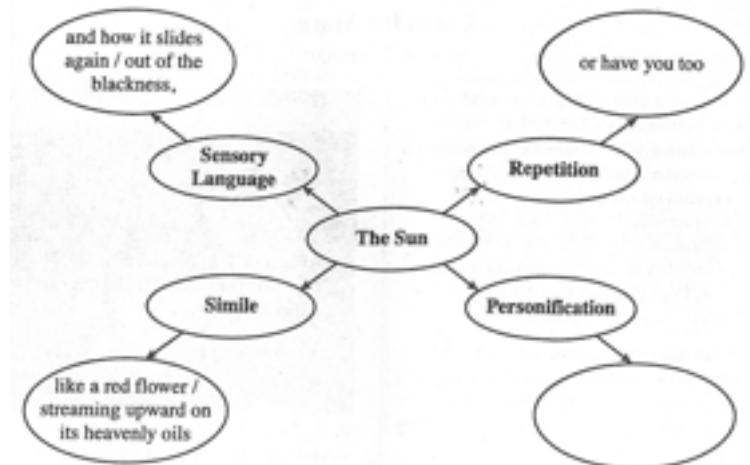 and how it slides
again / out of the
blackness,
or have you too
Sensory
Language
Repetition
The Sun
Simile
Personification
like a red flower /
streaming upward on
its heavenly oils